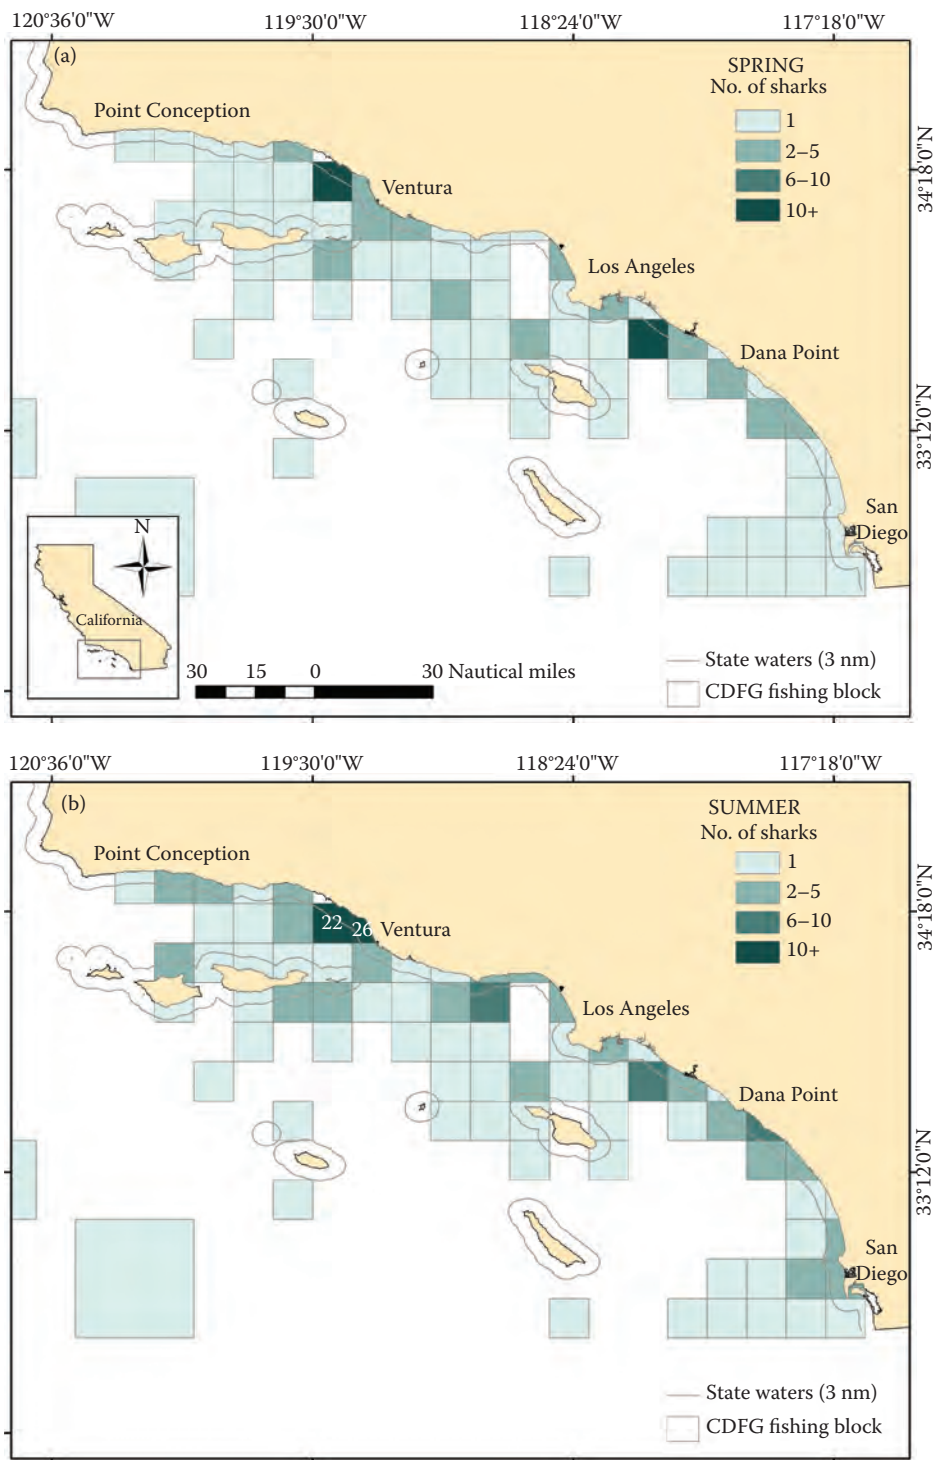 120°36'0"W 119°30'0"W 118°24'0"W 117°18'0"W
(a)
SPRING
No. of sharks
1
2–5
6–10
10+
Point Conception
34°18'0"N
Ventura
Los Angeles
Dana Point
33°12'0"N
San
Diego
N
California
30 15 0 30 Nautical miles
State waters (3 nm)
CDFG fishing block
120°36'0"W 119°30'0"W 118°24'0"W 117°18'0"W
(b)
SUMMER
No. of sharks
1
2–5
6–10
10+
Point Conception
34°18'0"N
22 26 Ventura
Los Angeles
Dana Point
33°12'0"N
San
Diego
State waters (3 nm)
CDFG fishing block